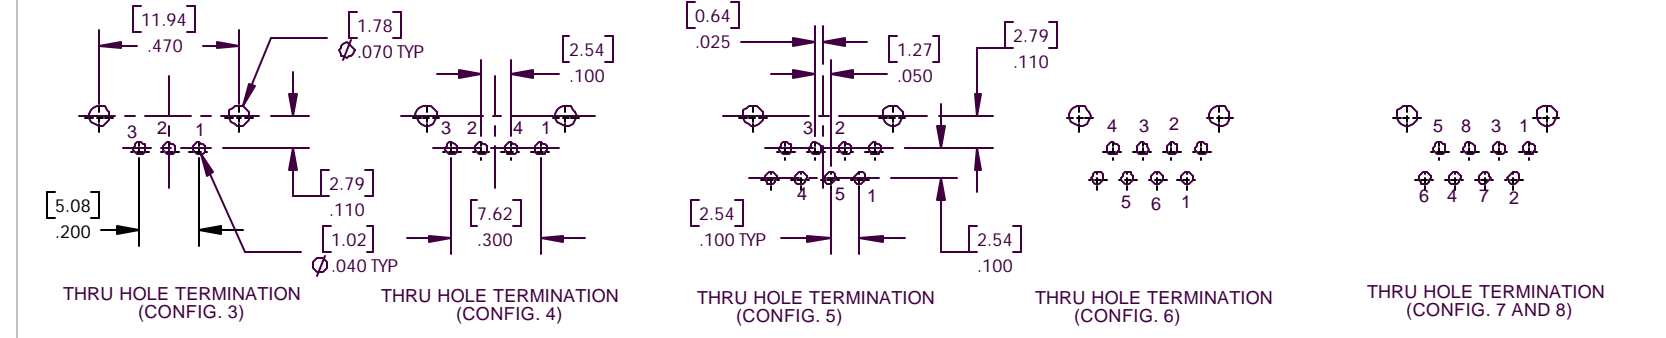 [11.94]
.470
[1.78]
Ø.070 TYP
3 2 1
[2.79]
.110
[5.08]
.200
[1.02]
Ø.040 TYP
THRU HOLE TERMINATION
(CONFIG. 3)
[2.54]
.100
3 2 4 1
[7.62]
.300
THRU HOLE TERMINATION
(CONFIG. 4)
[0.64]
.025
[1.27]
.050
[2.79]
.110
3 2
4 5 1
[2.54]
.100 TYP
[2.54]
.100
THRU HOLE TERMINATION
(CONFIG. 5)
4 3 2
5 6 1
THRU HOLE TERMINATION
(CONFIG. 6)
5 8 3 1
6 4 7 2
THRU HOLE TERMINATION
(CONFIG. 7 AND 8)